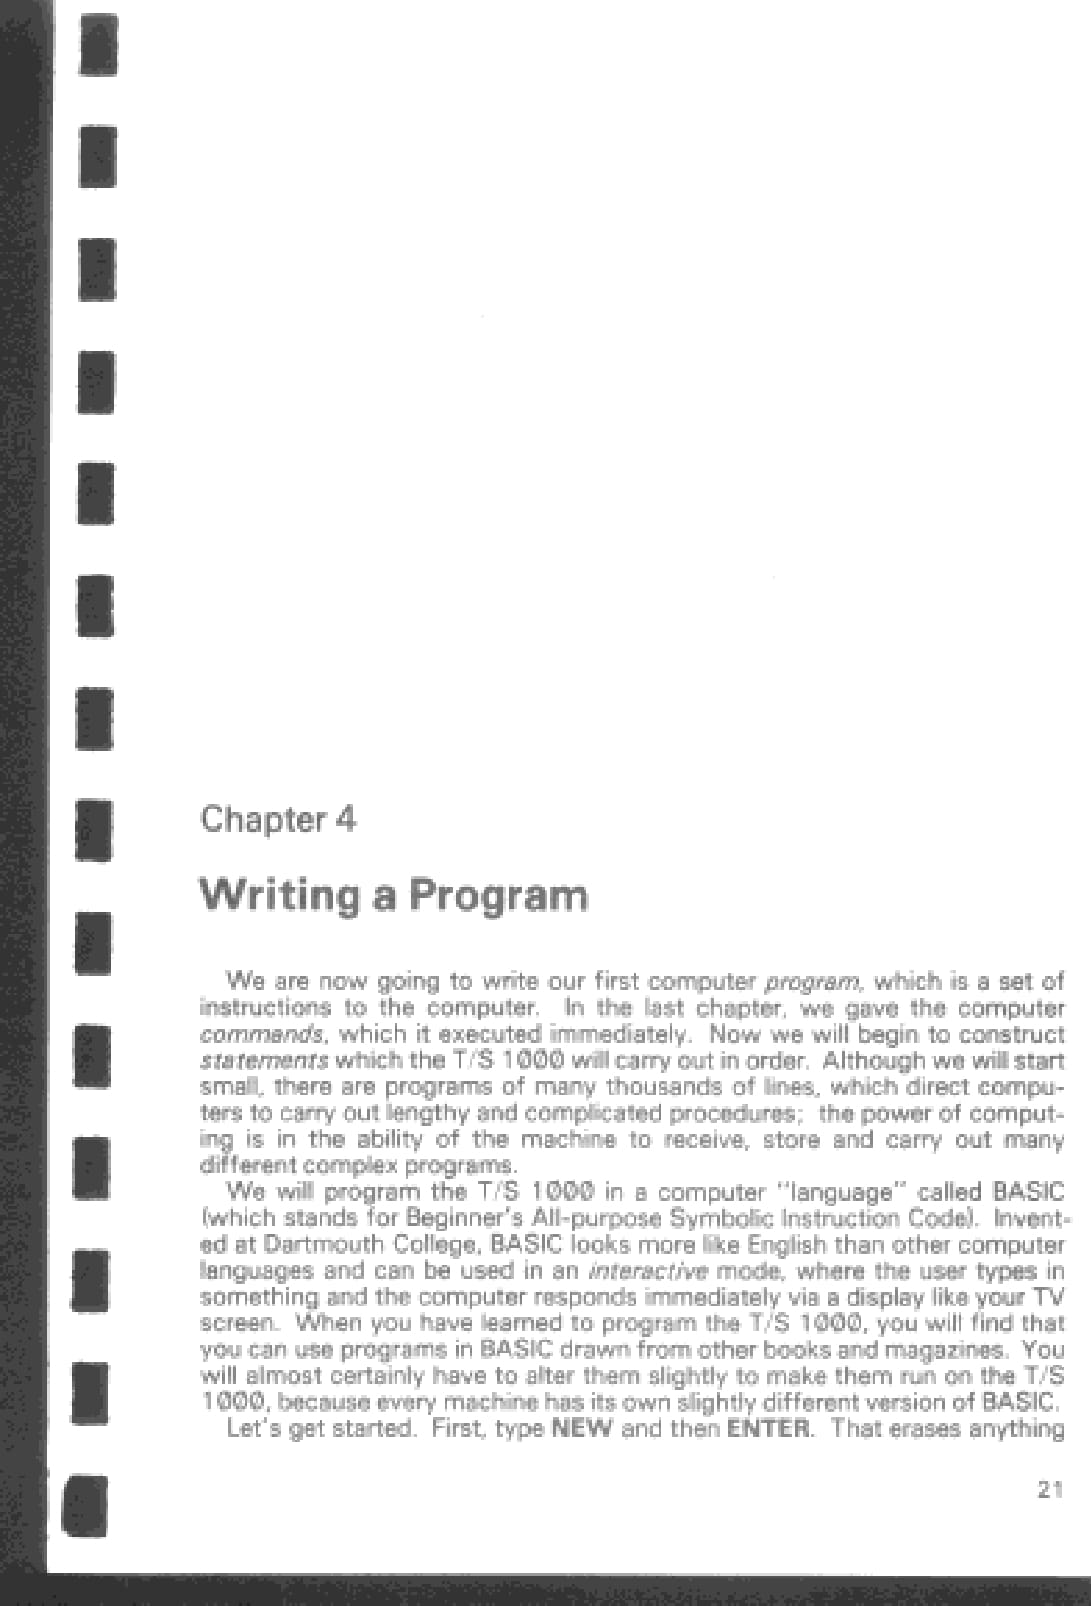 Chapter 4
Writing a Program
We are now going to write our first computer program, which is a set of
instructions to the computer. In the last chapter, we gave the computer
commands, which it executed immediately. Now we will begin to construct
statements which the T/S 1000 will carry out in order. Although we will start
small, there are programs of many thousands of lines, which direct compu-
ters to carry out lengthy and complicated procedures; the power of comput-
ing is in the ability of the machine to receive, store and carry out many
different complex programs.
We will program the T/S 1000 in a computer "language" called BASIC
(which stands for Beginner's All-purpose Symbolic Instruction Code). Invent-
ed at Dartmouth College, BASIC looks more like English than other computer
languages and can be used in an interactive mode, where the user types in
something and the computer responds immediately via a display like your TV
screen. When you have learned to program the T/S 1000, you will find that
you can use programs in BASIC drawn from other books and magazines. You
will almost certainly have to alter them slightly to make them run on the T/S
1000, because every machine has its own slightly different version of BASIC.
Let's get started. First, type NEW and then ENTER. That erases anything
21